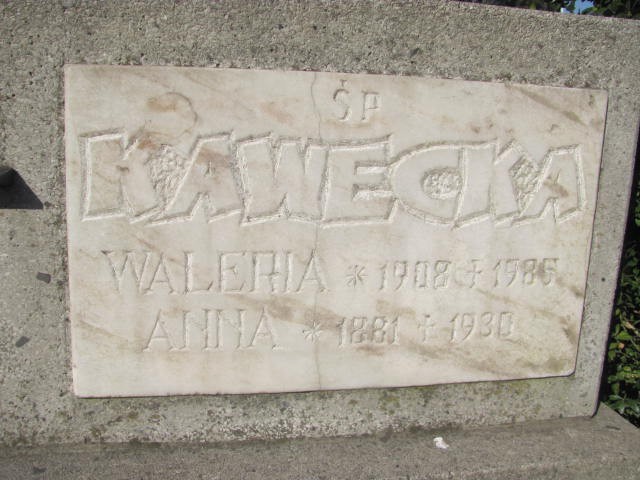 ŚP
KAWECKA
WALERIA * 1908 † 1985
ANNA * 1881 † 1930